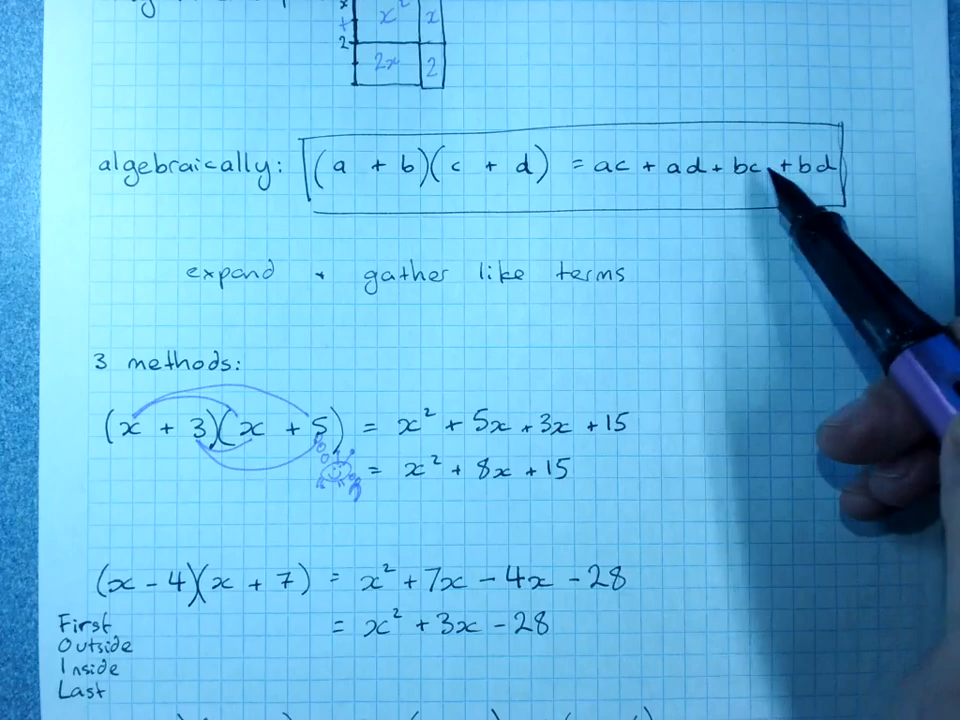 x² x
2
2x 2
algebraically: (a + b)(c + d) = ac + ad + bc + bd
expand + gather like terms
3 methods:
(x + 3)(x + 5) = x² + 5x + 3x + 15
= x² + 8x + 15
(x - 4)(x + 7) = x² + 7x - 4x - 28
= x² + 3x - 28
First
Outside
Inside
Last